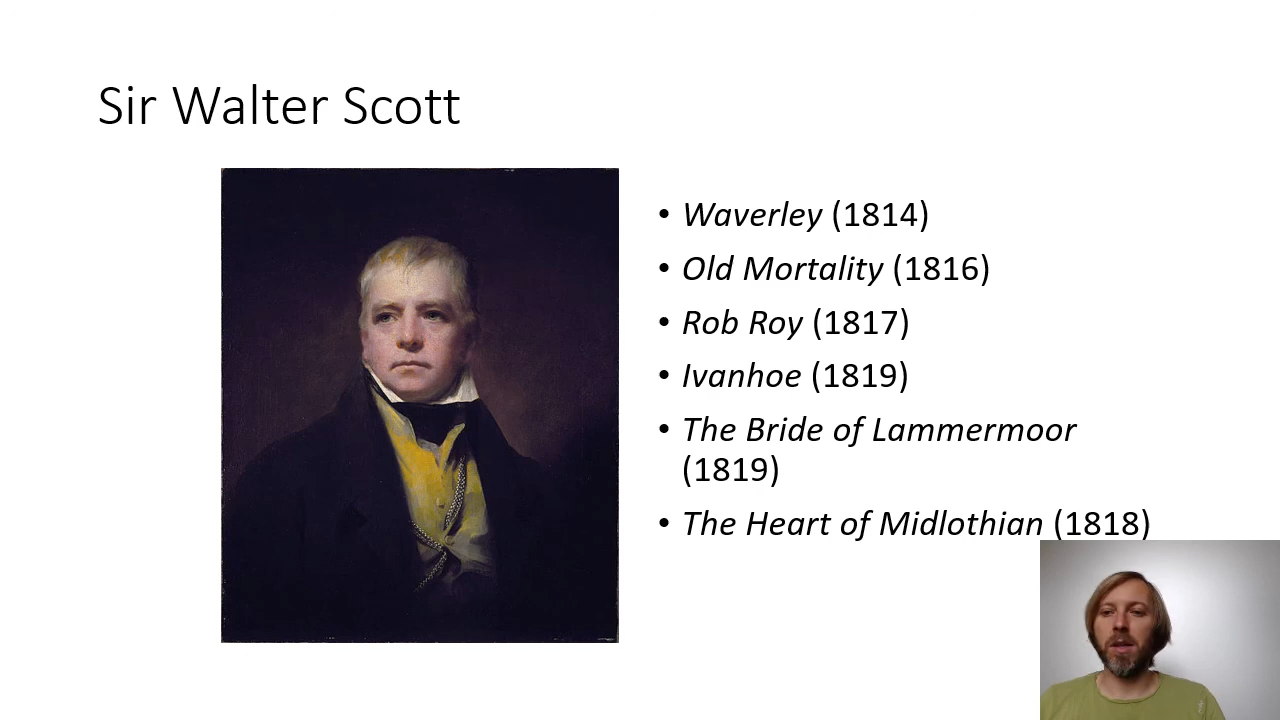 Sir Walter Scott
• Waverley (1814)
• Old Mortality (1816)
• Rob Roy (1817)
• Ivanhoe (1819)
• The Bride of Lammermoor
(1819)
• The Heart of Midlothian (1818)